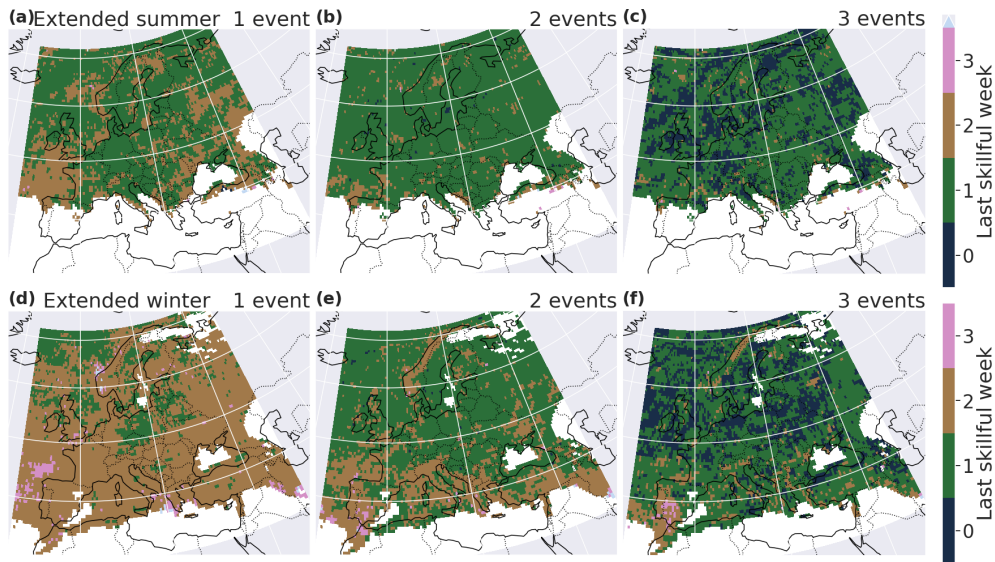 (a) Extended summer 1 event
(b) 2 events
(c) 3 events
3
2
1
0
Last skillful week
(d) Extended winter 1 event
(e) 2 events
(f) 3 events
3
2
1
0
Last skillful week